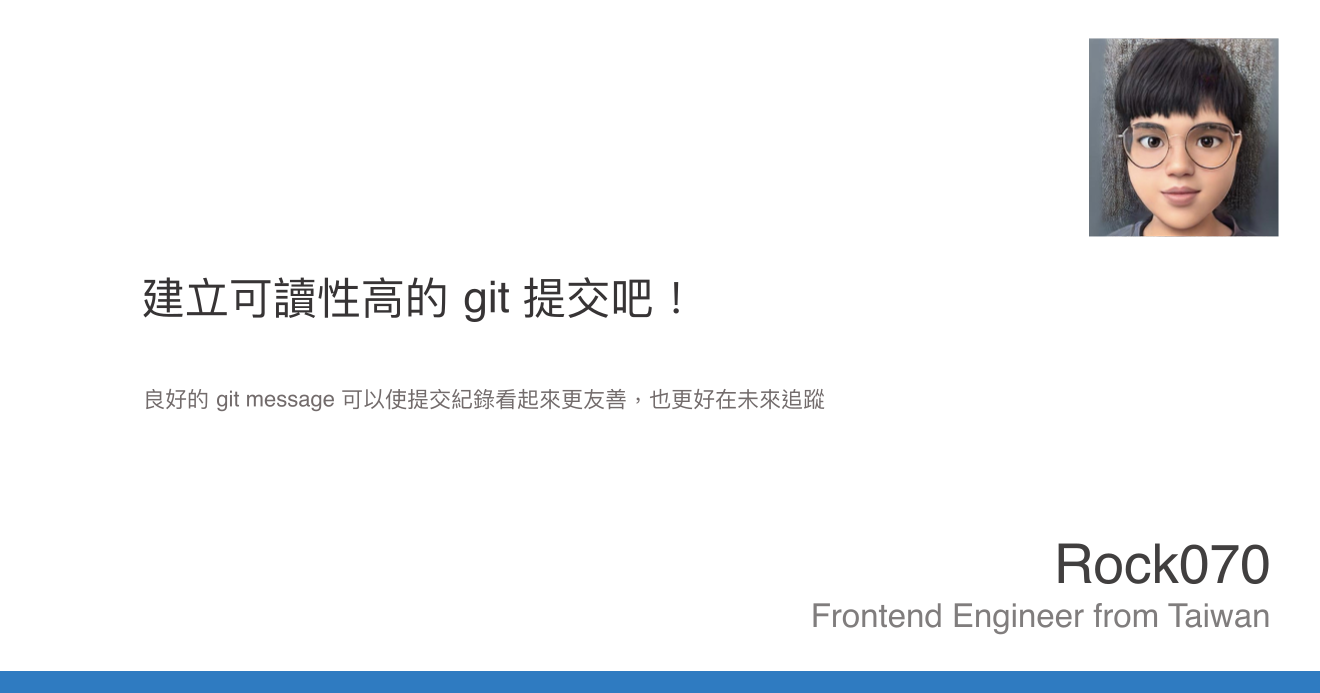 建立可讀性高的 git 提交吧！
良好的 git message 可以使提交紀錄看起來更友善，也更好在未來追蹤
Rock070
Frontend Engineer from Taiwan